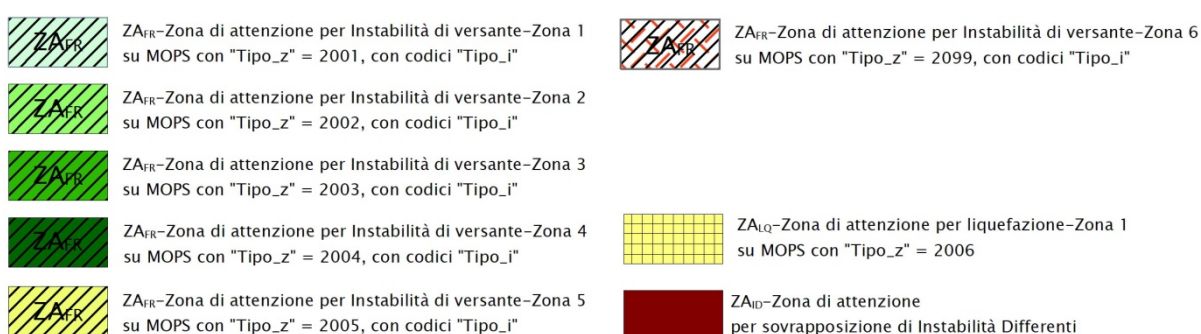 ZAFR ZAFR-Zona di attenzione per Instabilità di versante-Zona 1
su MOPS con "Tipo_z" = 2001, con codici "Tipo_i"
ZAFR ZAFR-Zona di attenzione per Instabilità di versante-Zona 2
su MOPS con "Tipo_z" = 2002, con codici "Tipo_i"
ZAFR ZAFR-Zona di attenzione per Instabilità di versante-Zona 3
su MOPS con "Tipo_z" = 2003, con codici "Tipo_i"
ZAFR ZAFR-Zona di attenzione per Instabilità di versante-Zona 4
su MOPS con "Tipo_z" = 2004, con codici "Tipo_i"
ZAFR ZAFR-Zona di attenzione per Instabilità di versante-Zona 5
su MOPS con "Tipo_z" = 2005, con codici "Tipo_i"
ZAFR ZAFR-Zona di attenzione per Instabilità di versante-Zona 6
su MOPS con "Tipo_z" = 2099, con codici "Tipo_i"
ZALQ-Zona di attenzione per liquefazione-Zona 1
su MOPS con "Tipo_z" = 2006
ZAID-Zona di attenzione
per sovrapposizione di Instabilità Differenti